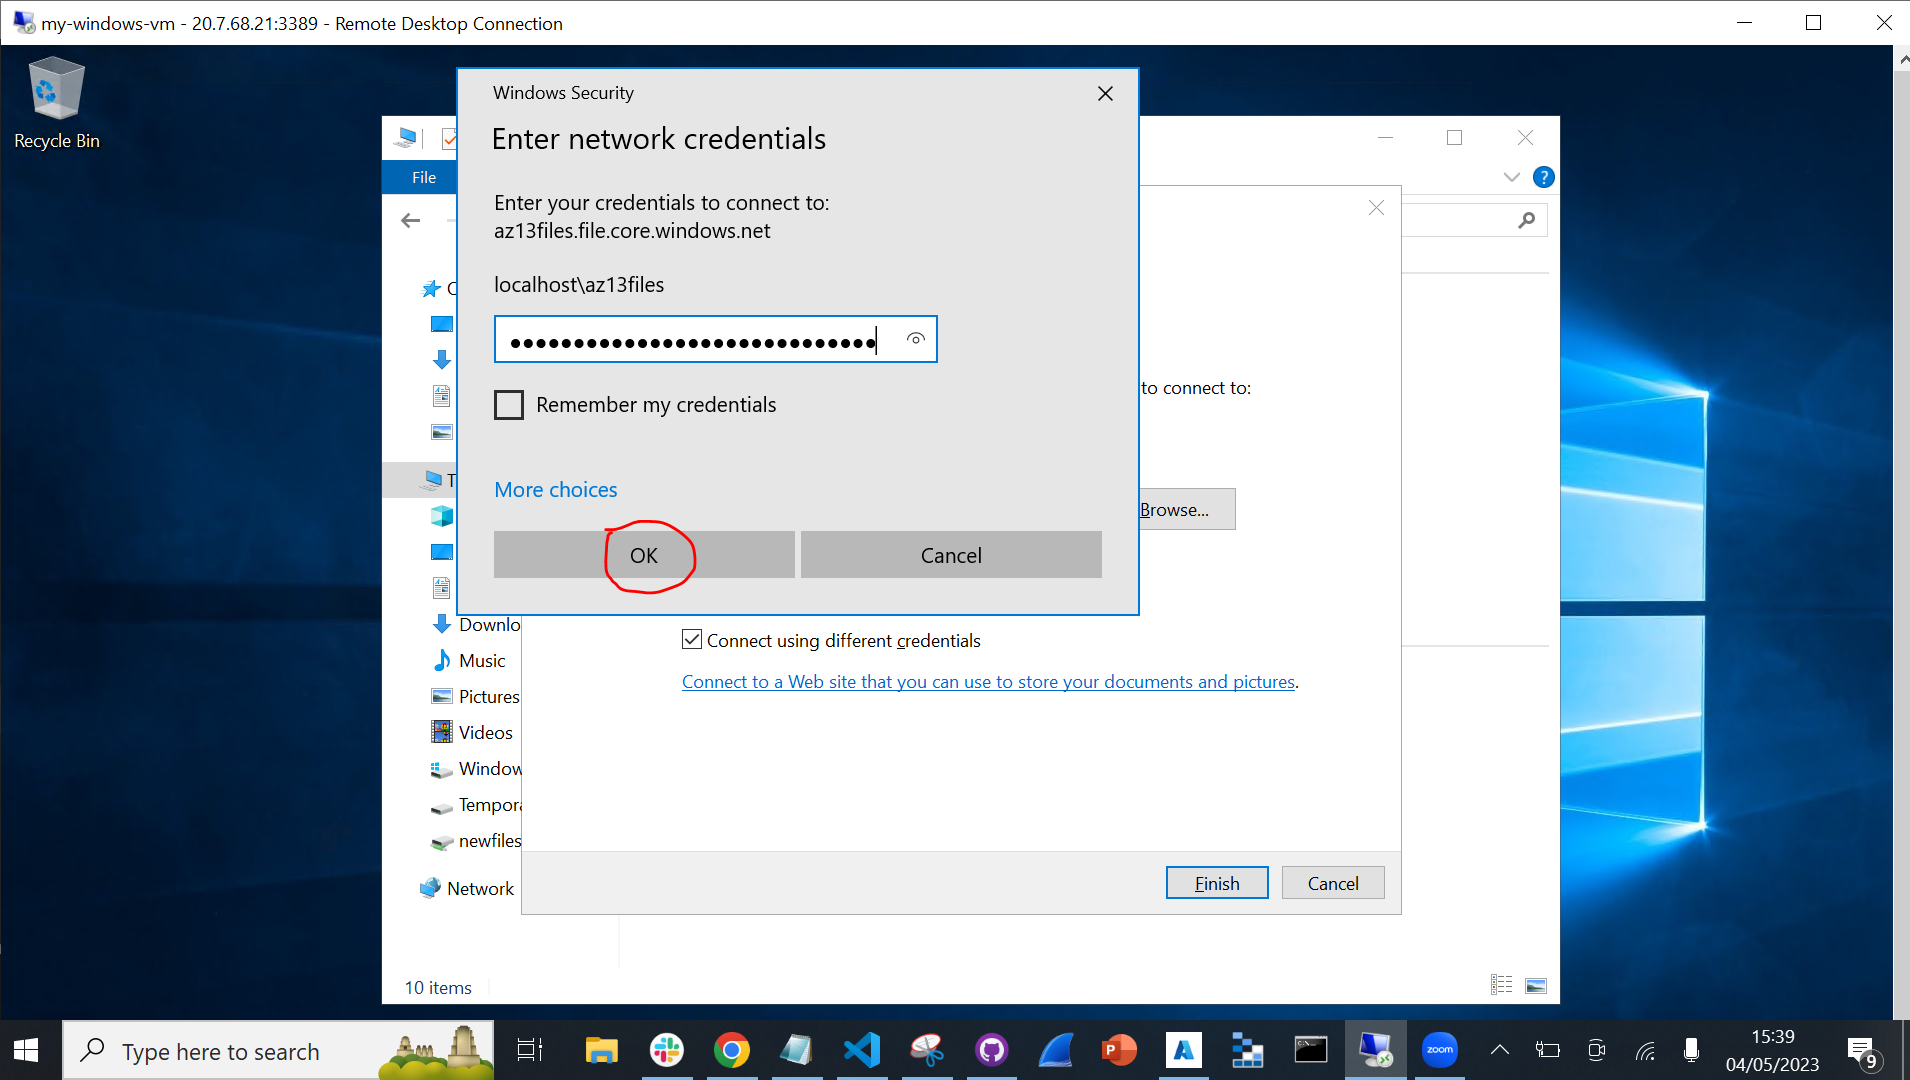 my-windows-vm - 20.7.68.21:3389 - Remote Desktop Connection
Recycle Bin
Windows Security
Enter network credentials
Enter your credentials to connect to:
az13files.file.core.windows.net
localhost\az13files
Remember my credentials
More choices
OK
Cancel
File
?
to connect to:
Browse...
Connect using different credentials
Connect to a Web site that you can use to store your documents and pictures.
Downlo
Music
Pictures
Videos
Window
Tempora
newfiles
Network
Finish
Cancel
10 items
Type here to search
zoom
15:39
04/05/2023
9